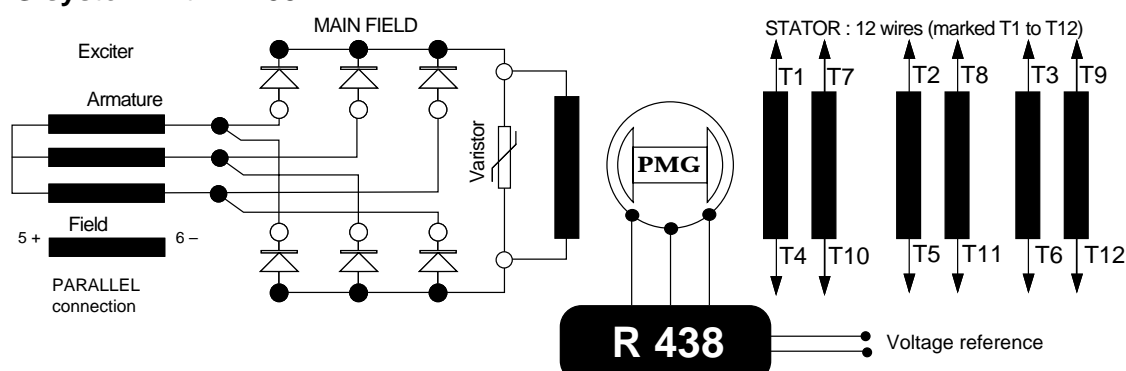 MAIN FIELD
STATOR : 12 wires (marked T1 to T12)
Exciter
T1 T7 T2 T8 T3 T9
Armature
Varistor
PMG
Field
5 + 6 –
T4 T10 T5 T11 T6 T12
PARALLEL
connection
R 438
Voltage reference